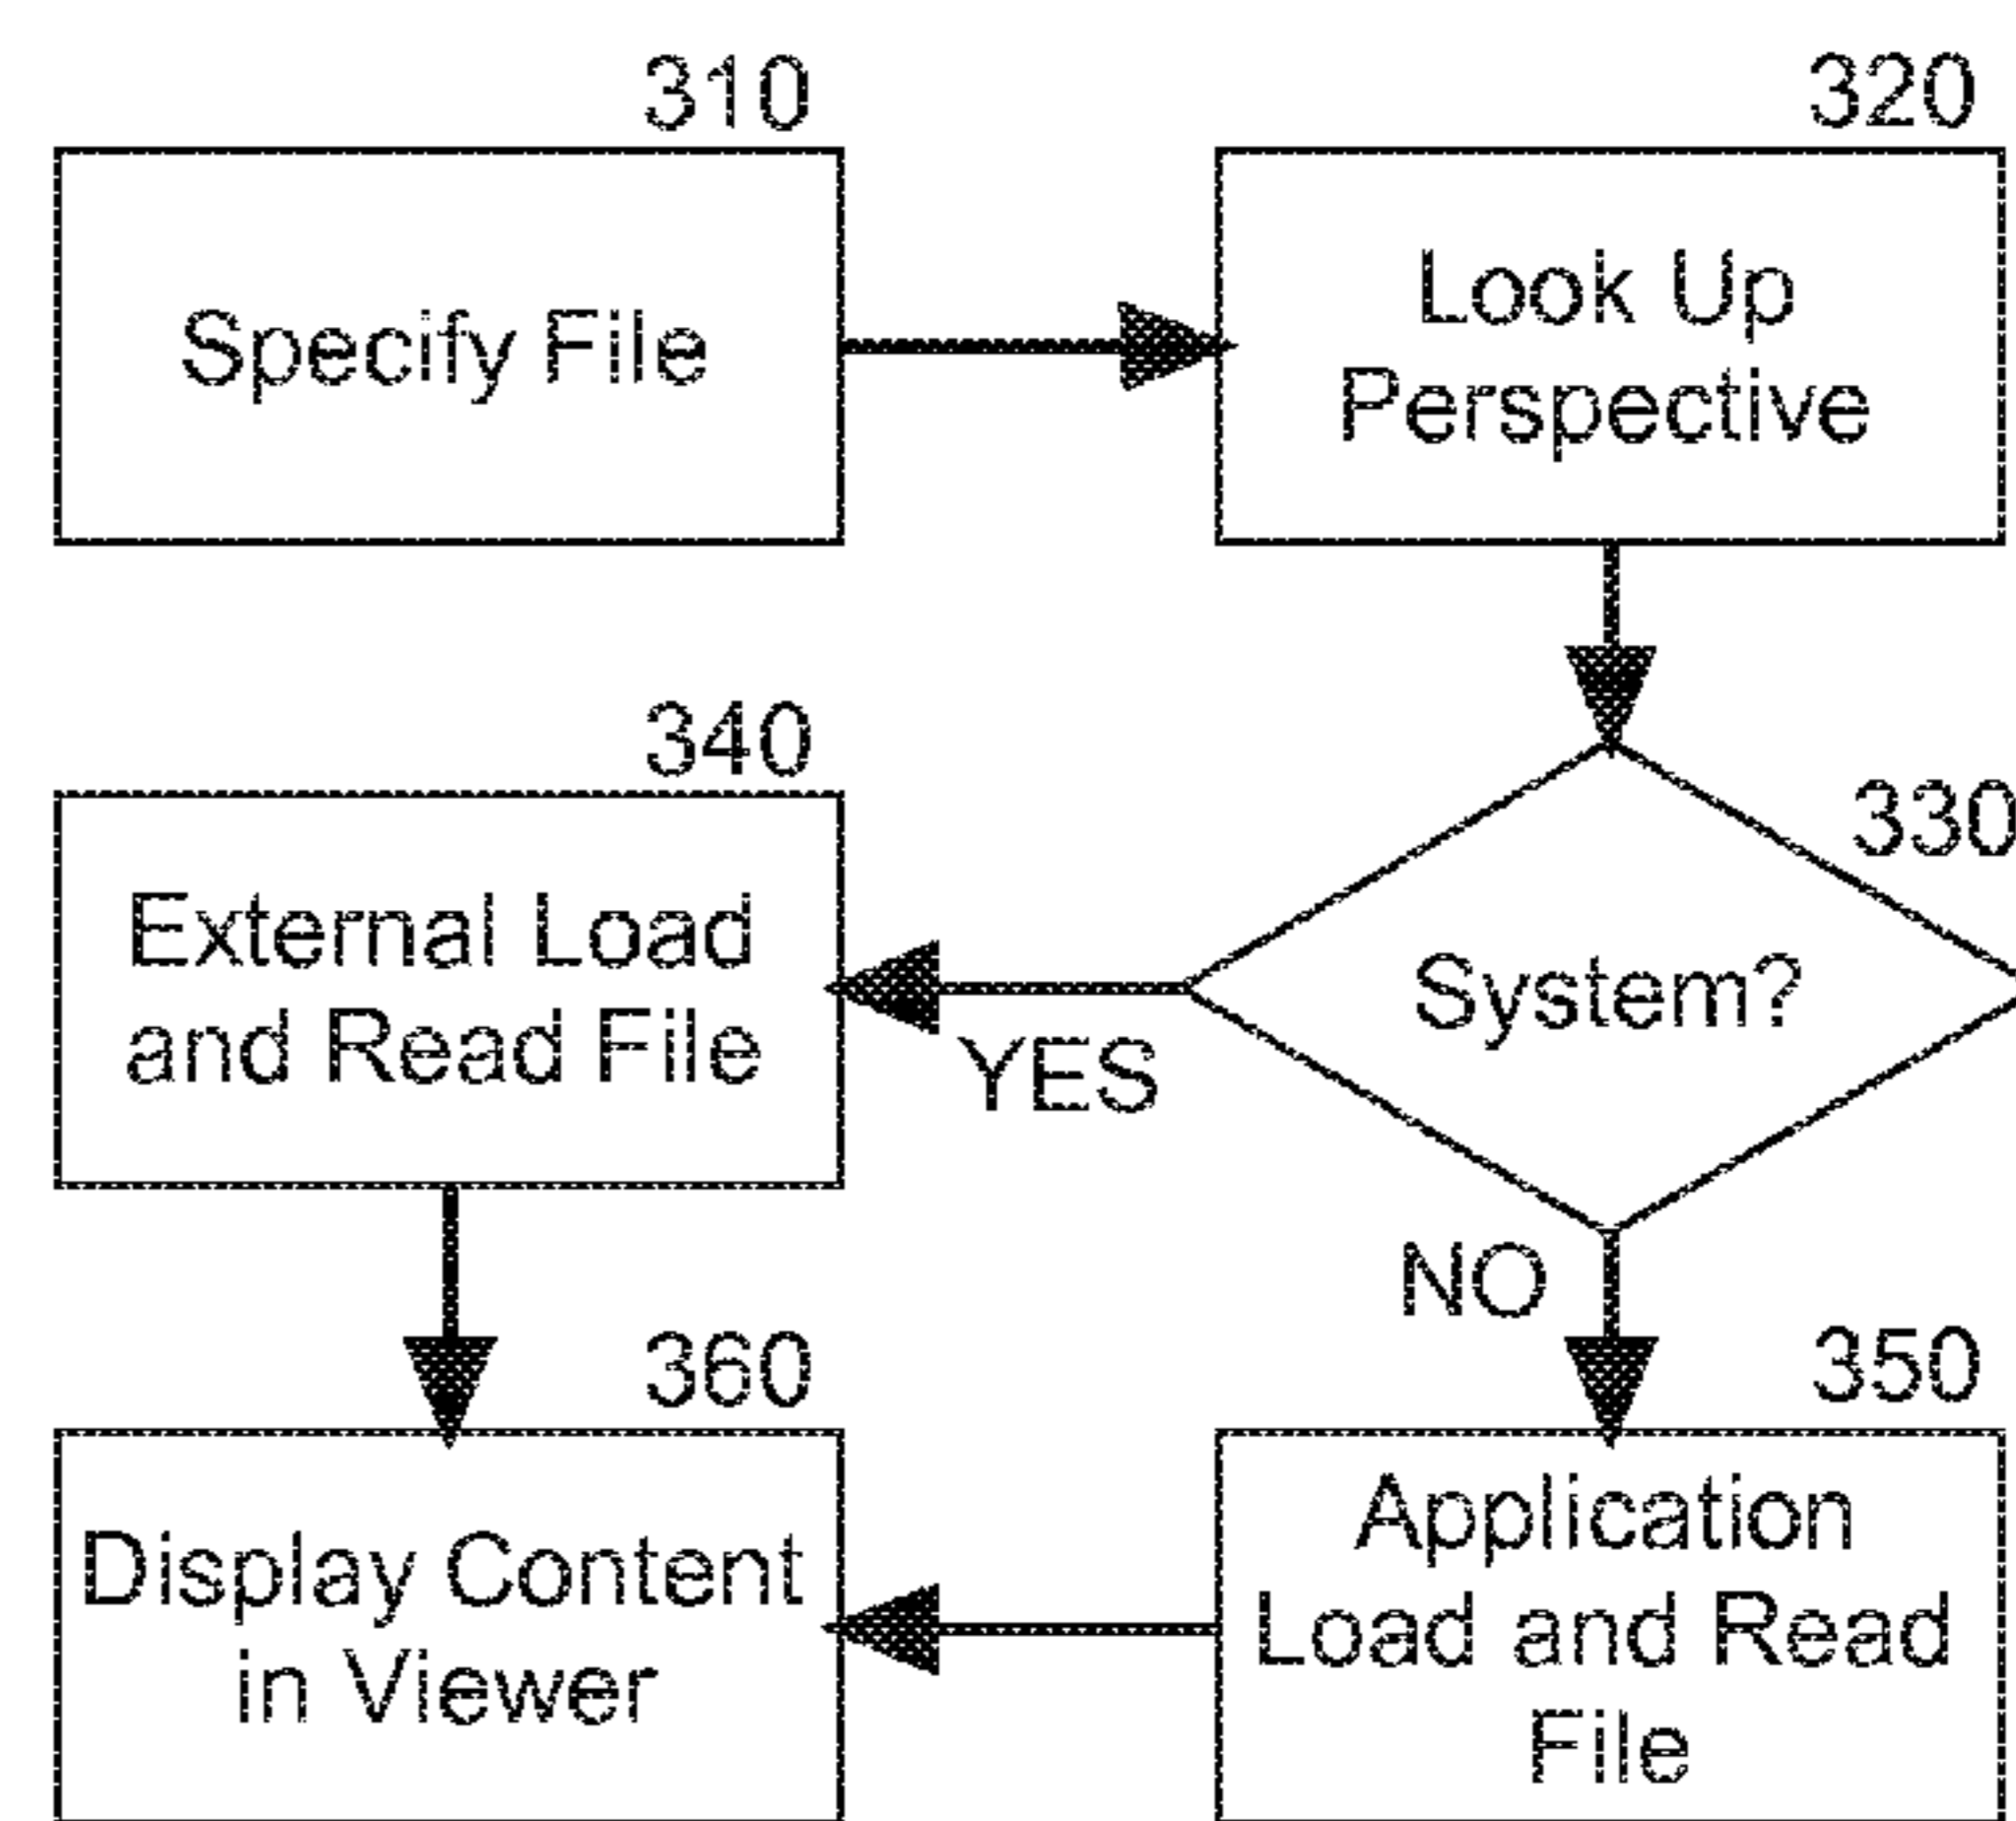 310
Specify File
320
Look Up
Perspective
330
System?
YES
NO
340
External Load
and Read File
350
Application
Load and Read
File
360
Display Content
in Viewer